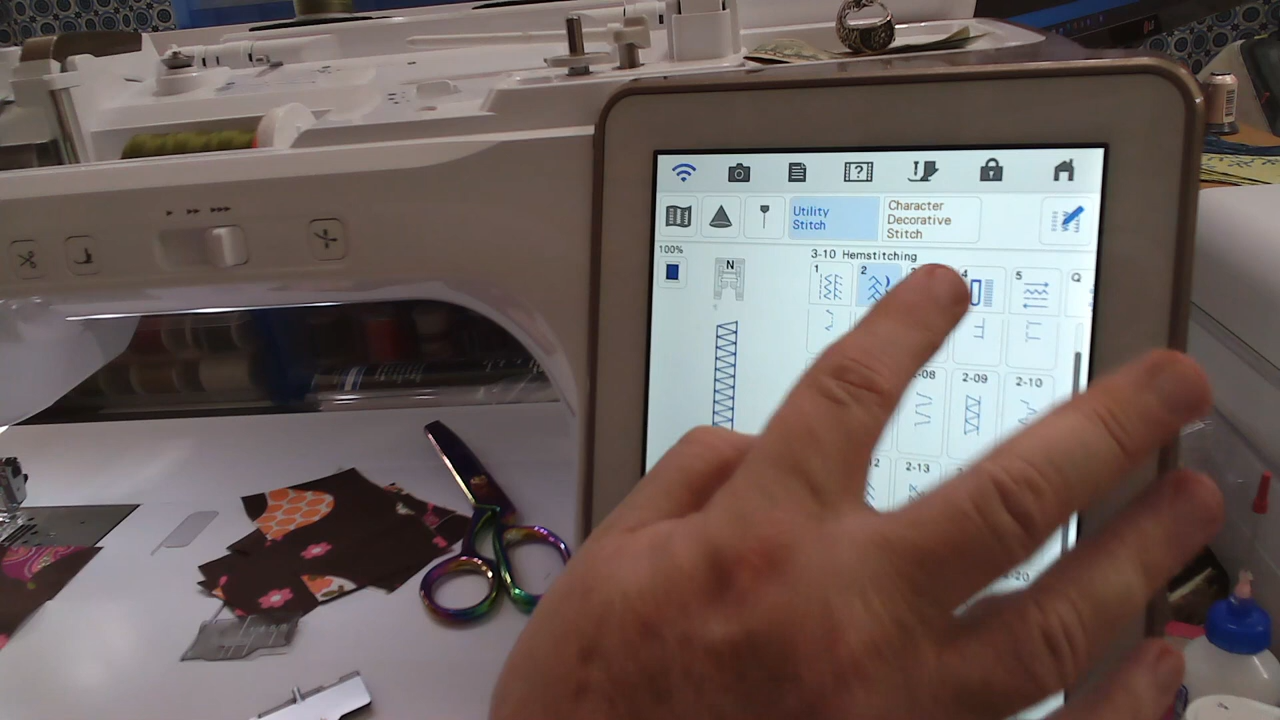 Utility
Stitch
Character
Decorative
Stitch
100%
N
3-10 Hemstitching
1
2
4
5
Q
-08
2-09
2-10
2-13
-20